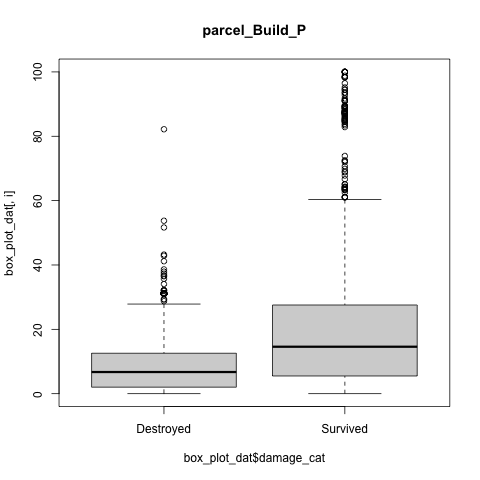 parcel_Build_P
100
80
60
40
20
0
box_plot_dat[, i]
Destroyed
Survived
box_plot_dat$damage_cat